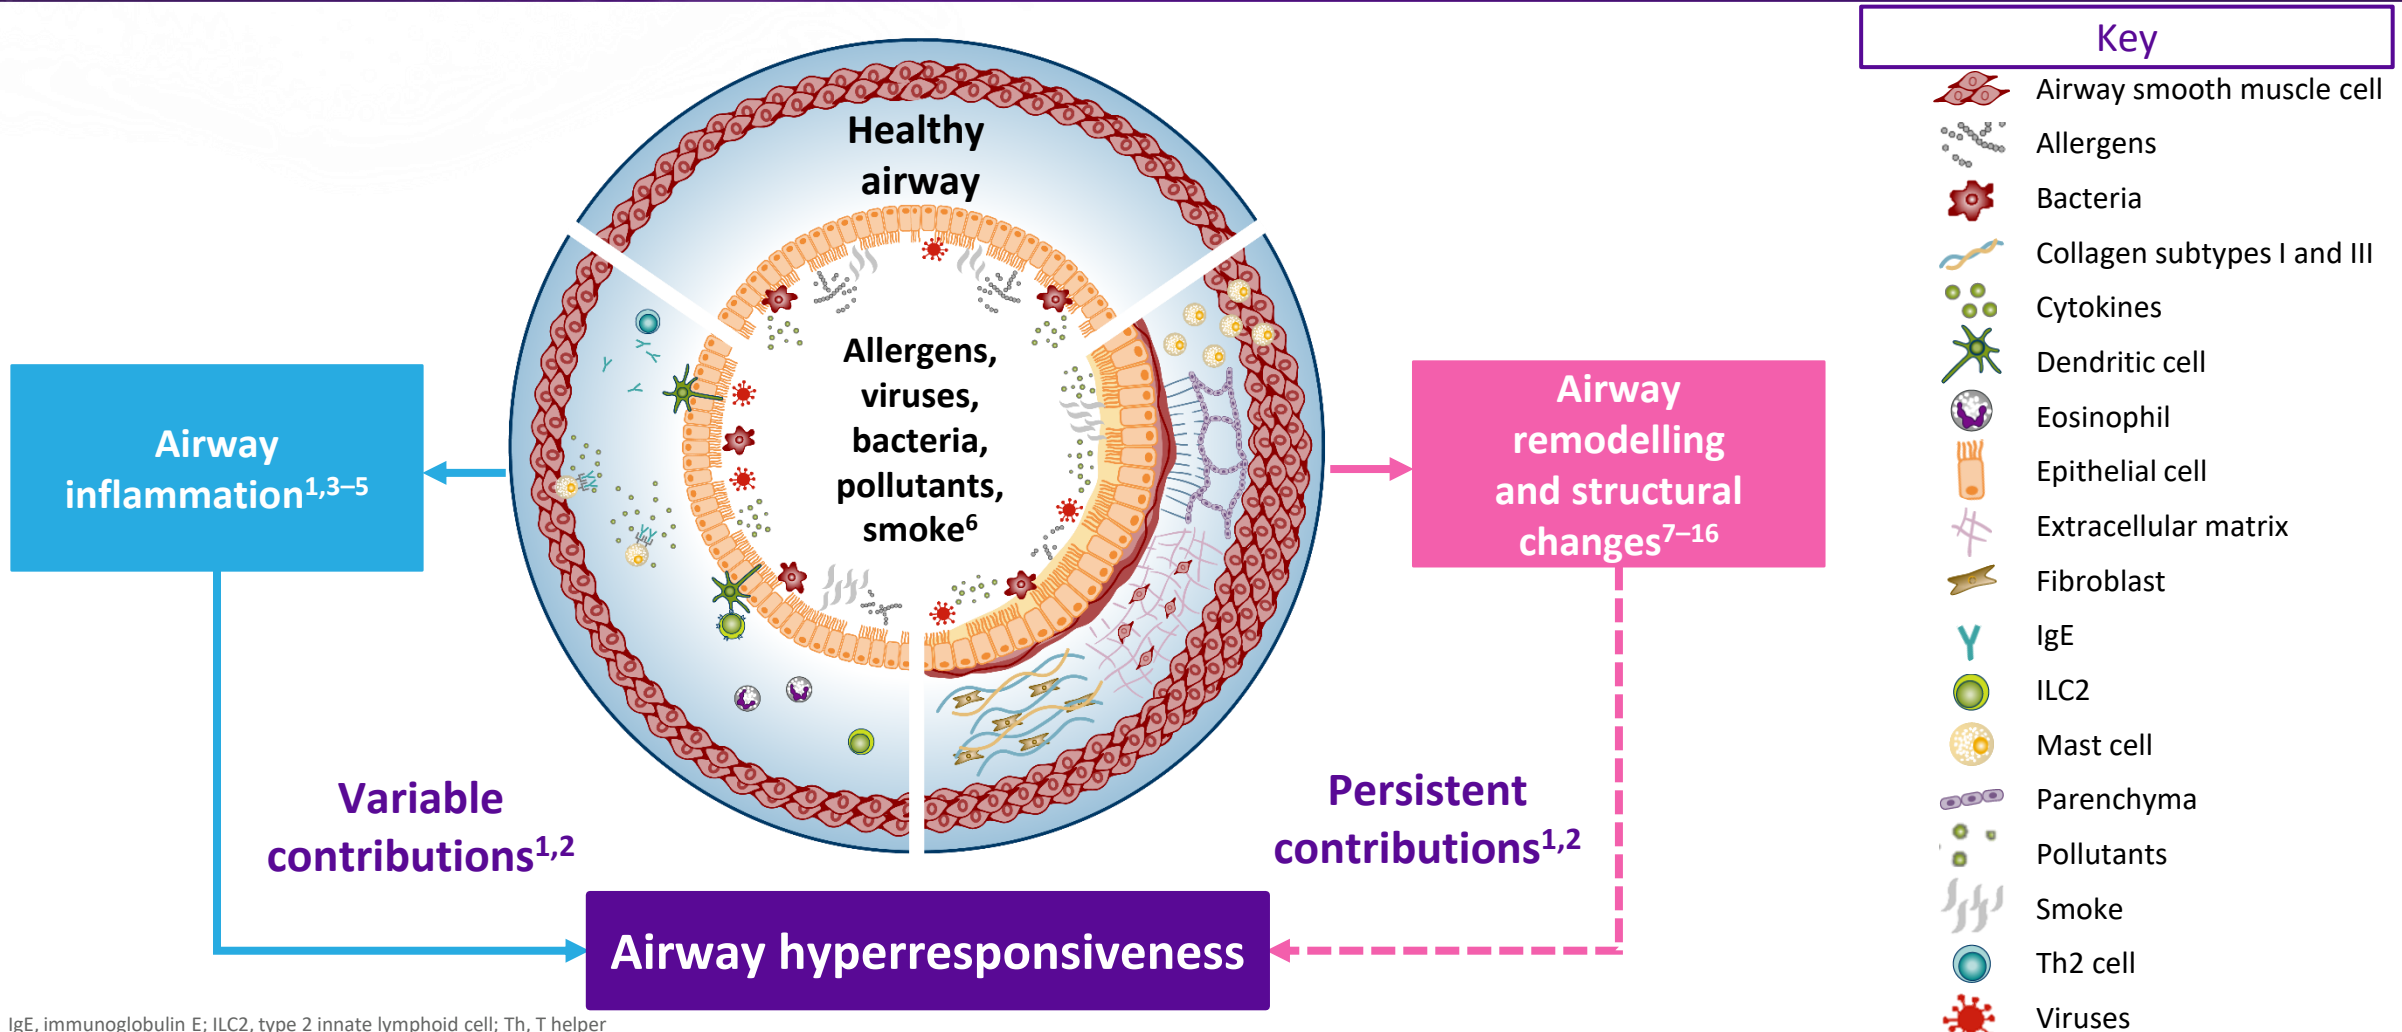 Key
Healthy
airway
Allergens,
viruses,
bacteria,
pollutants,
smoke⁶
Airway
inflammation¹,³⁻⁵
Airway
remodelling
and structural
changes⁷⁻¹⁶
Variable
contributions¹,²
Persistent
contributions¹,²
Airway hyperresponsiveness
Airway smooth muscle cell
Allergens
Bacteria
Collagen subtypes I and III
Cytokines
Dendritic cell
Eosinophil
Epithelial cell
Extracellular matrix
Fibroblast
IgE
ILC2
Mast cell
Parenchyma
Pollutants
Smoke
Th2 cell
Viruses
IgE, immunoglobulin E; ILC2, type 2 innate lymphoid cell; Th, T helper